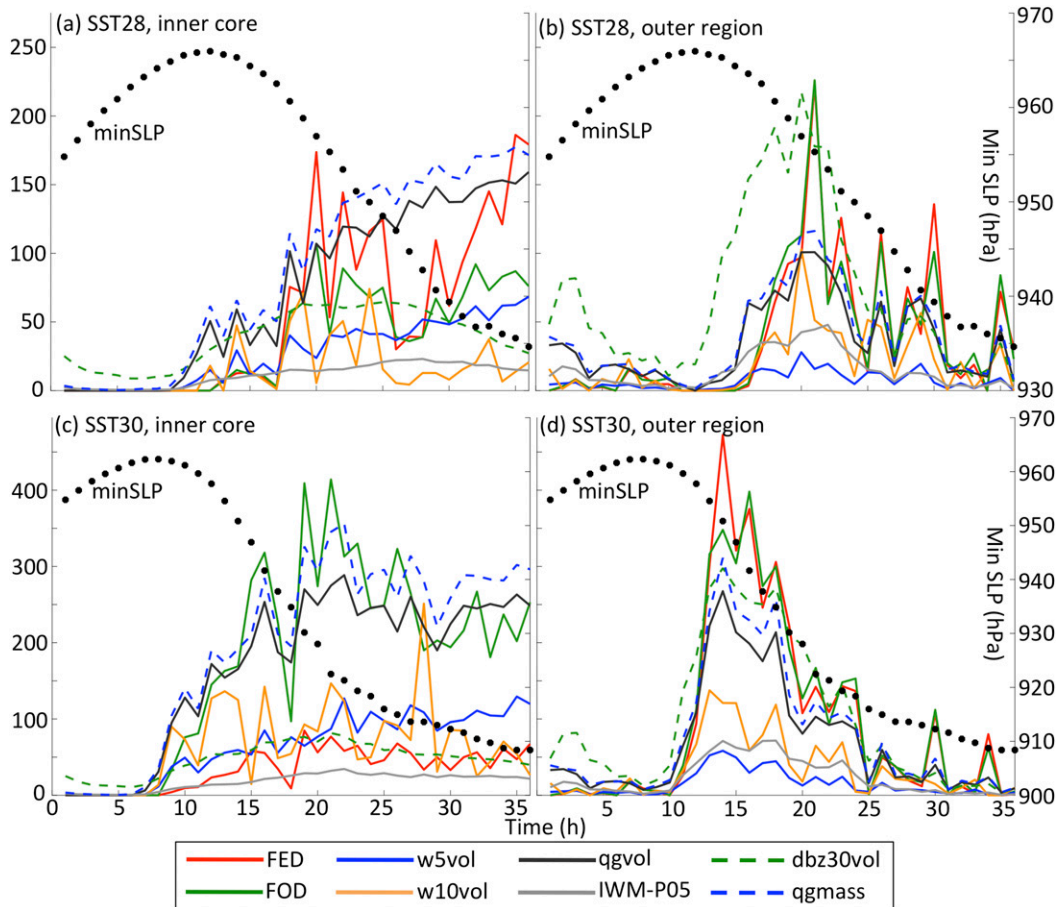 (a) SST28, inner core
(b) SST28, outer region
250
200
150
100
50
0
minSLP
minSLP
970
960
950
940
930
Min SLP (hPa)
(c) SST30, inner core
(d) SST30, outer region
400
300
200
100
0
minSLP
minSLP
970
960
950
940
930
920
910
900
Min SLP (hPa)
0 5 10 15 20 25 30 35 0 5 10 15 20 25 30 35
Time (h)
FED w5vol qgvol dbz30vol
FOD w10vol IWM-P05 qgmass